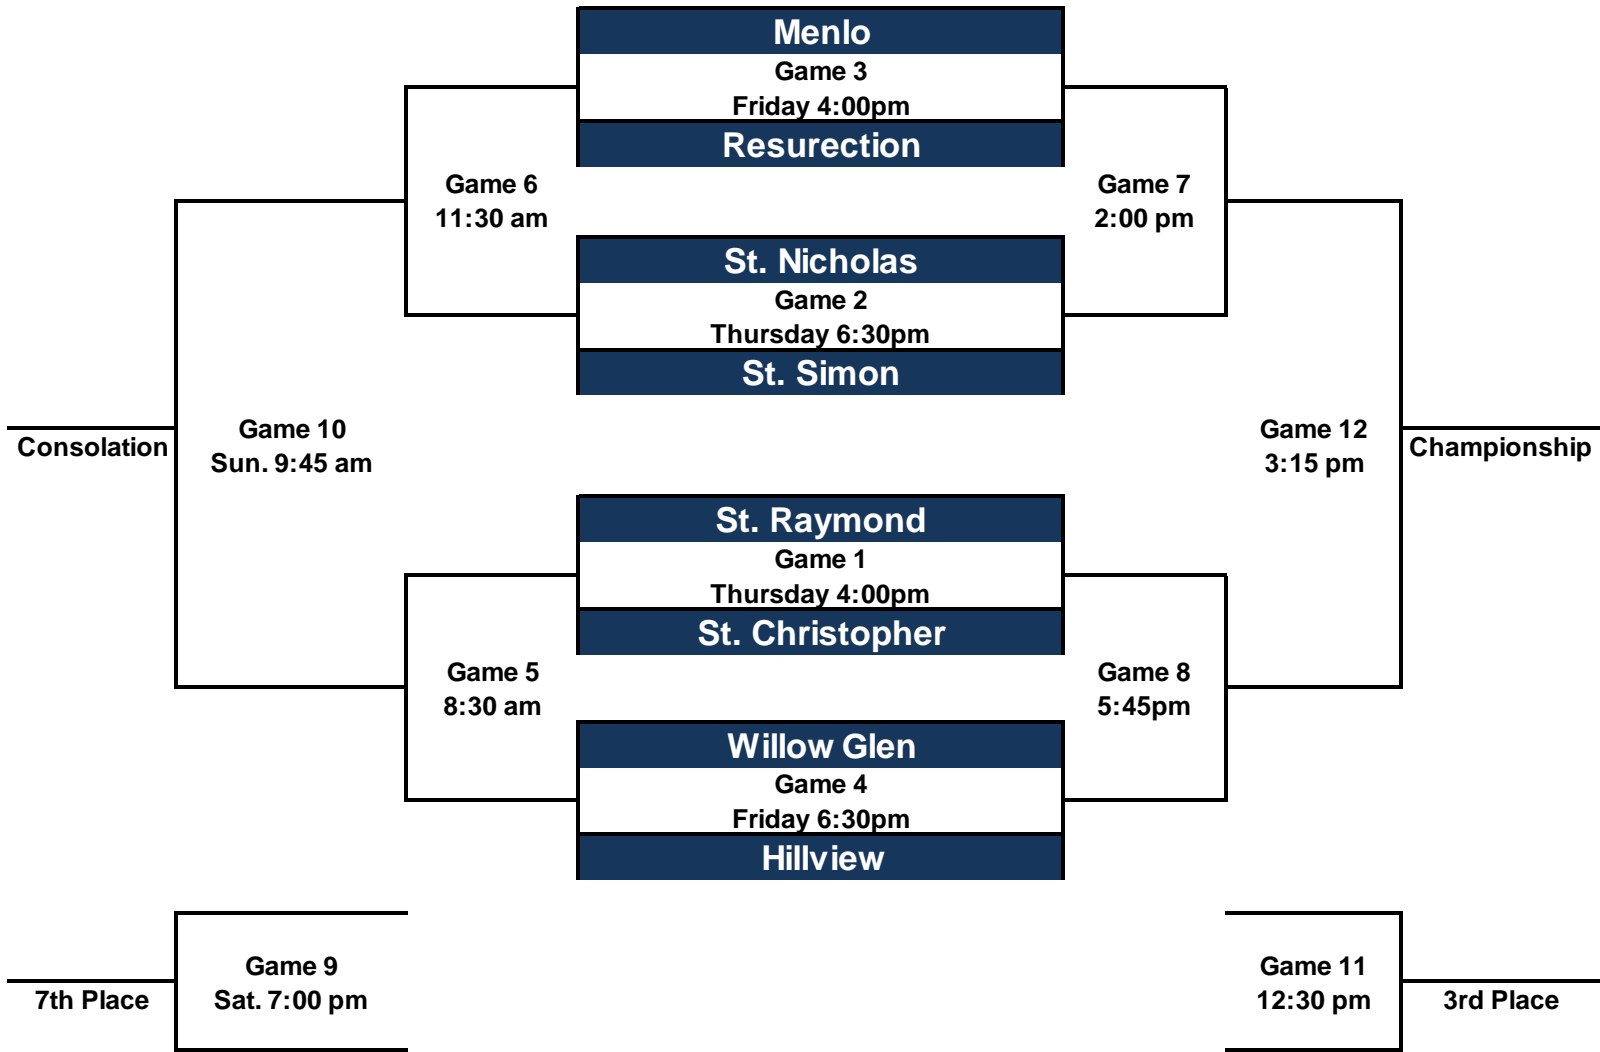 Menlo
Game 3
Friday 4:00pm
Resurection
Game 6
11:30 am
Game 7
2:00 pm
St. Nicholas
Game 2
Thursday 6:30pm
St. Simon
Consolation
Game 10
Sun. 9:45 am
Game 12
3:15 pm
Championship
St. Raymond
Game 1
Thursday 4:00pm
St. Christopher
Game 5
8:30 am
Game 8
5:45pm
Willow Glen
Game 4
Friday 6:30pm
Hillview
Game 9
Sat. 7:00 pm
7th Place
Game 11
12:30 pm
3rd Place